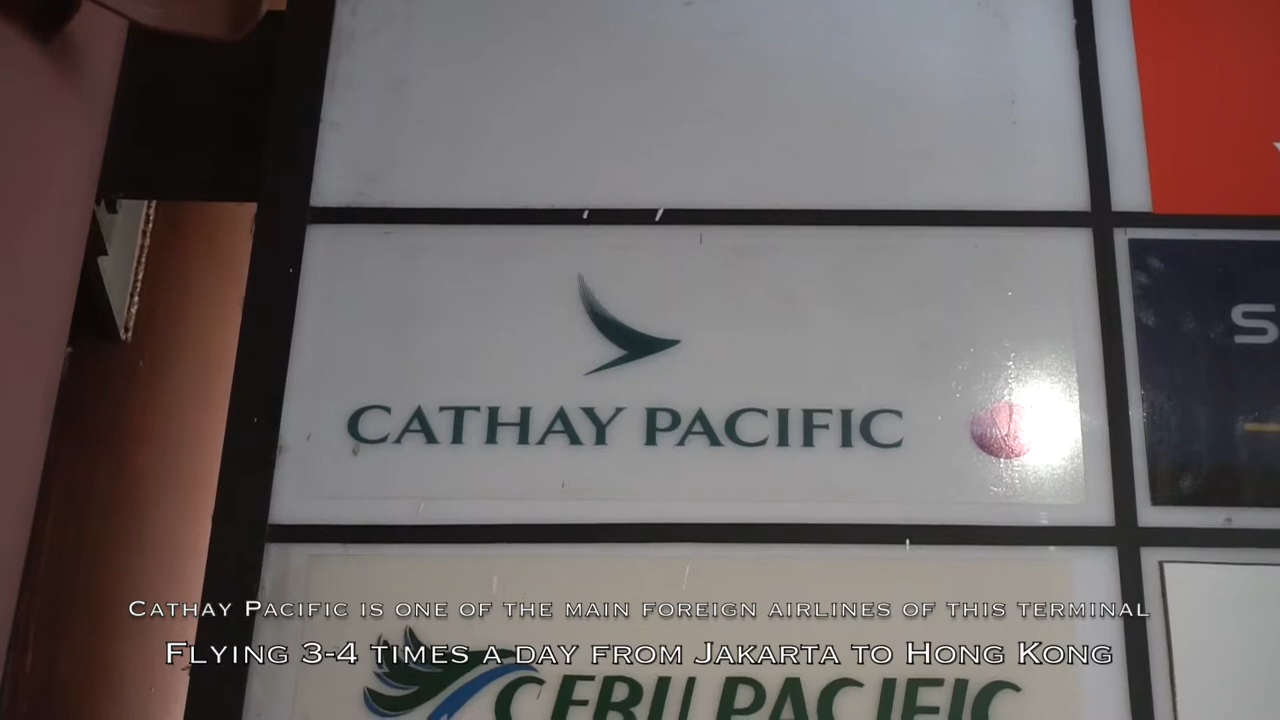 CATHAY PACIFIC
S
Cathay Pacific is one of the main foreign airlines of this terminal
Flying 3-4 times a day from Jakarta to Hong Kong
CEBU PACIFIC